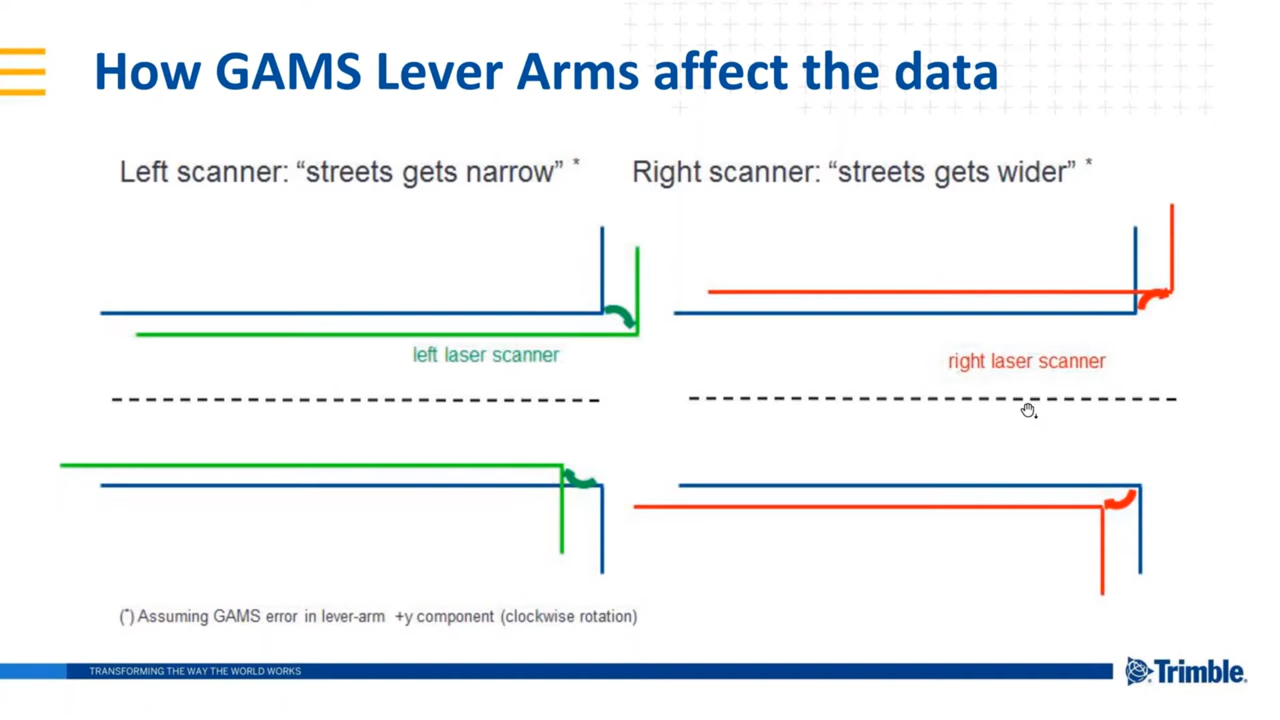 How GAMS Lever Arms affect the data
Left scanner: “streets gets narrow” *
Right scanner: “streets gets wider” *
left laser scanner
right laser scanner
(*) Assuming GAMS error in lever-arm +y component (clockwise rotation)
TRANSFORMING THE WAY THE WORLD WORKS
Trimble.